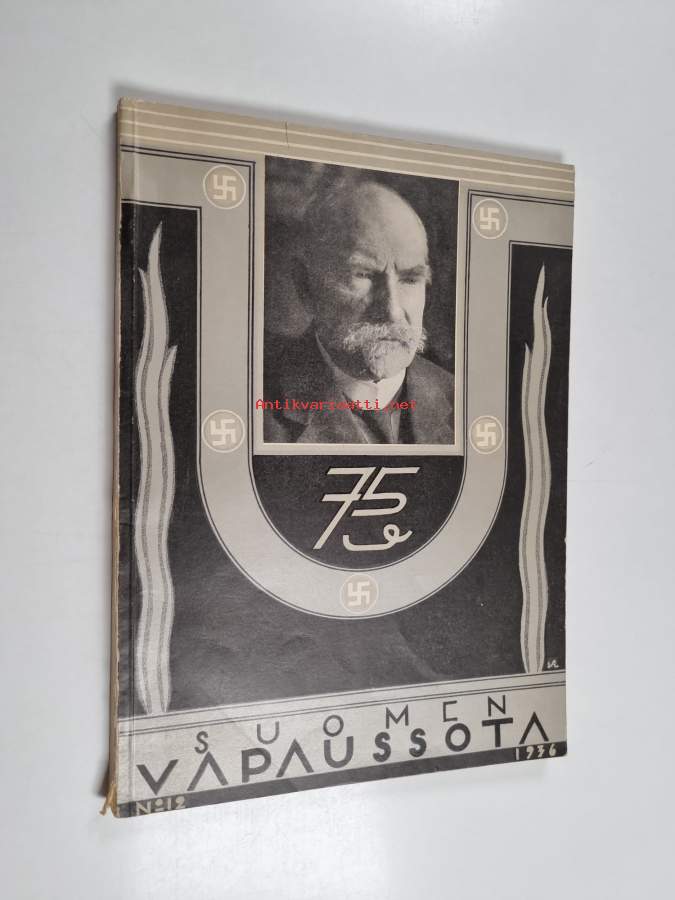 Antikvariaatti.net
75
SUOMEN
VAPAUSSOTA
No 12 1936